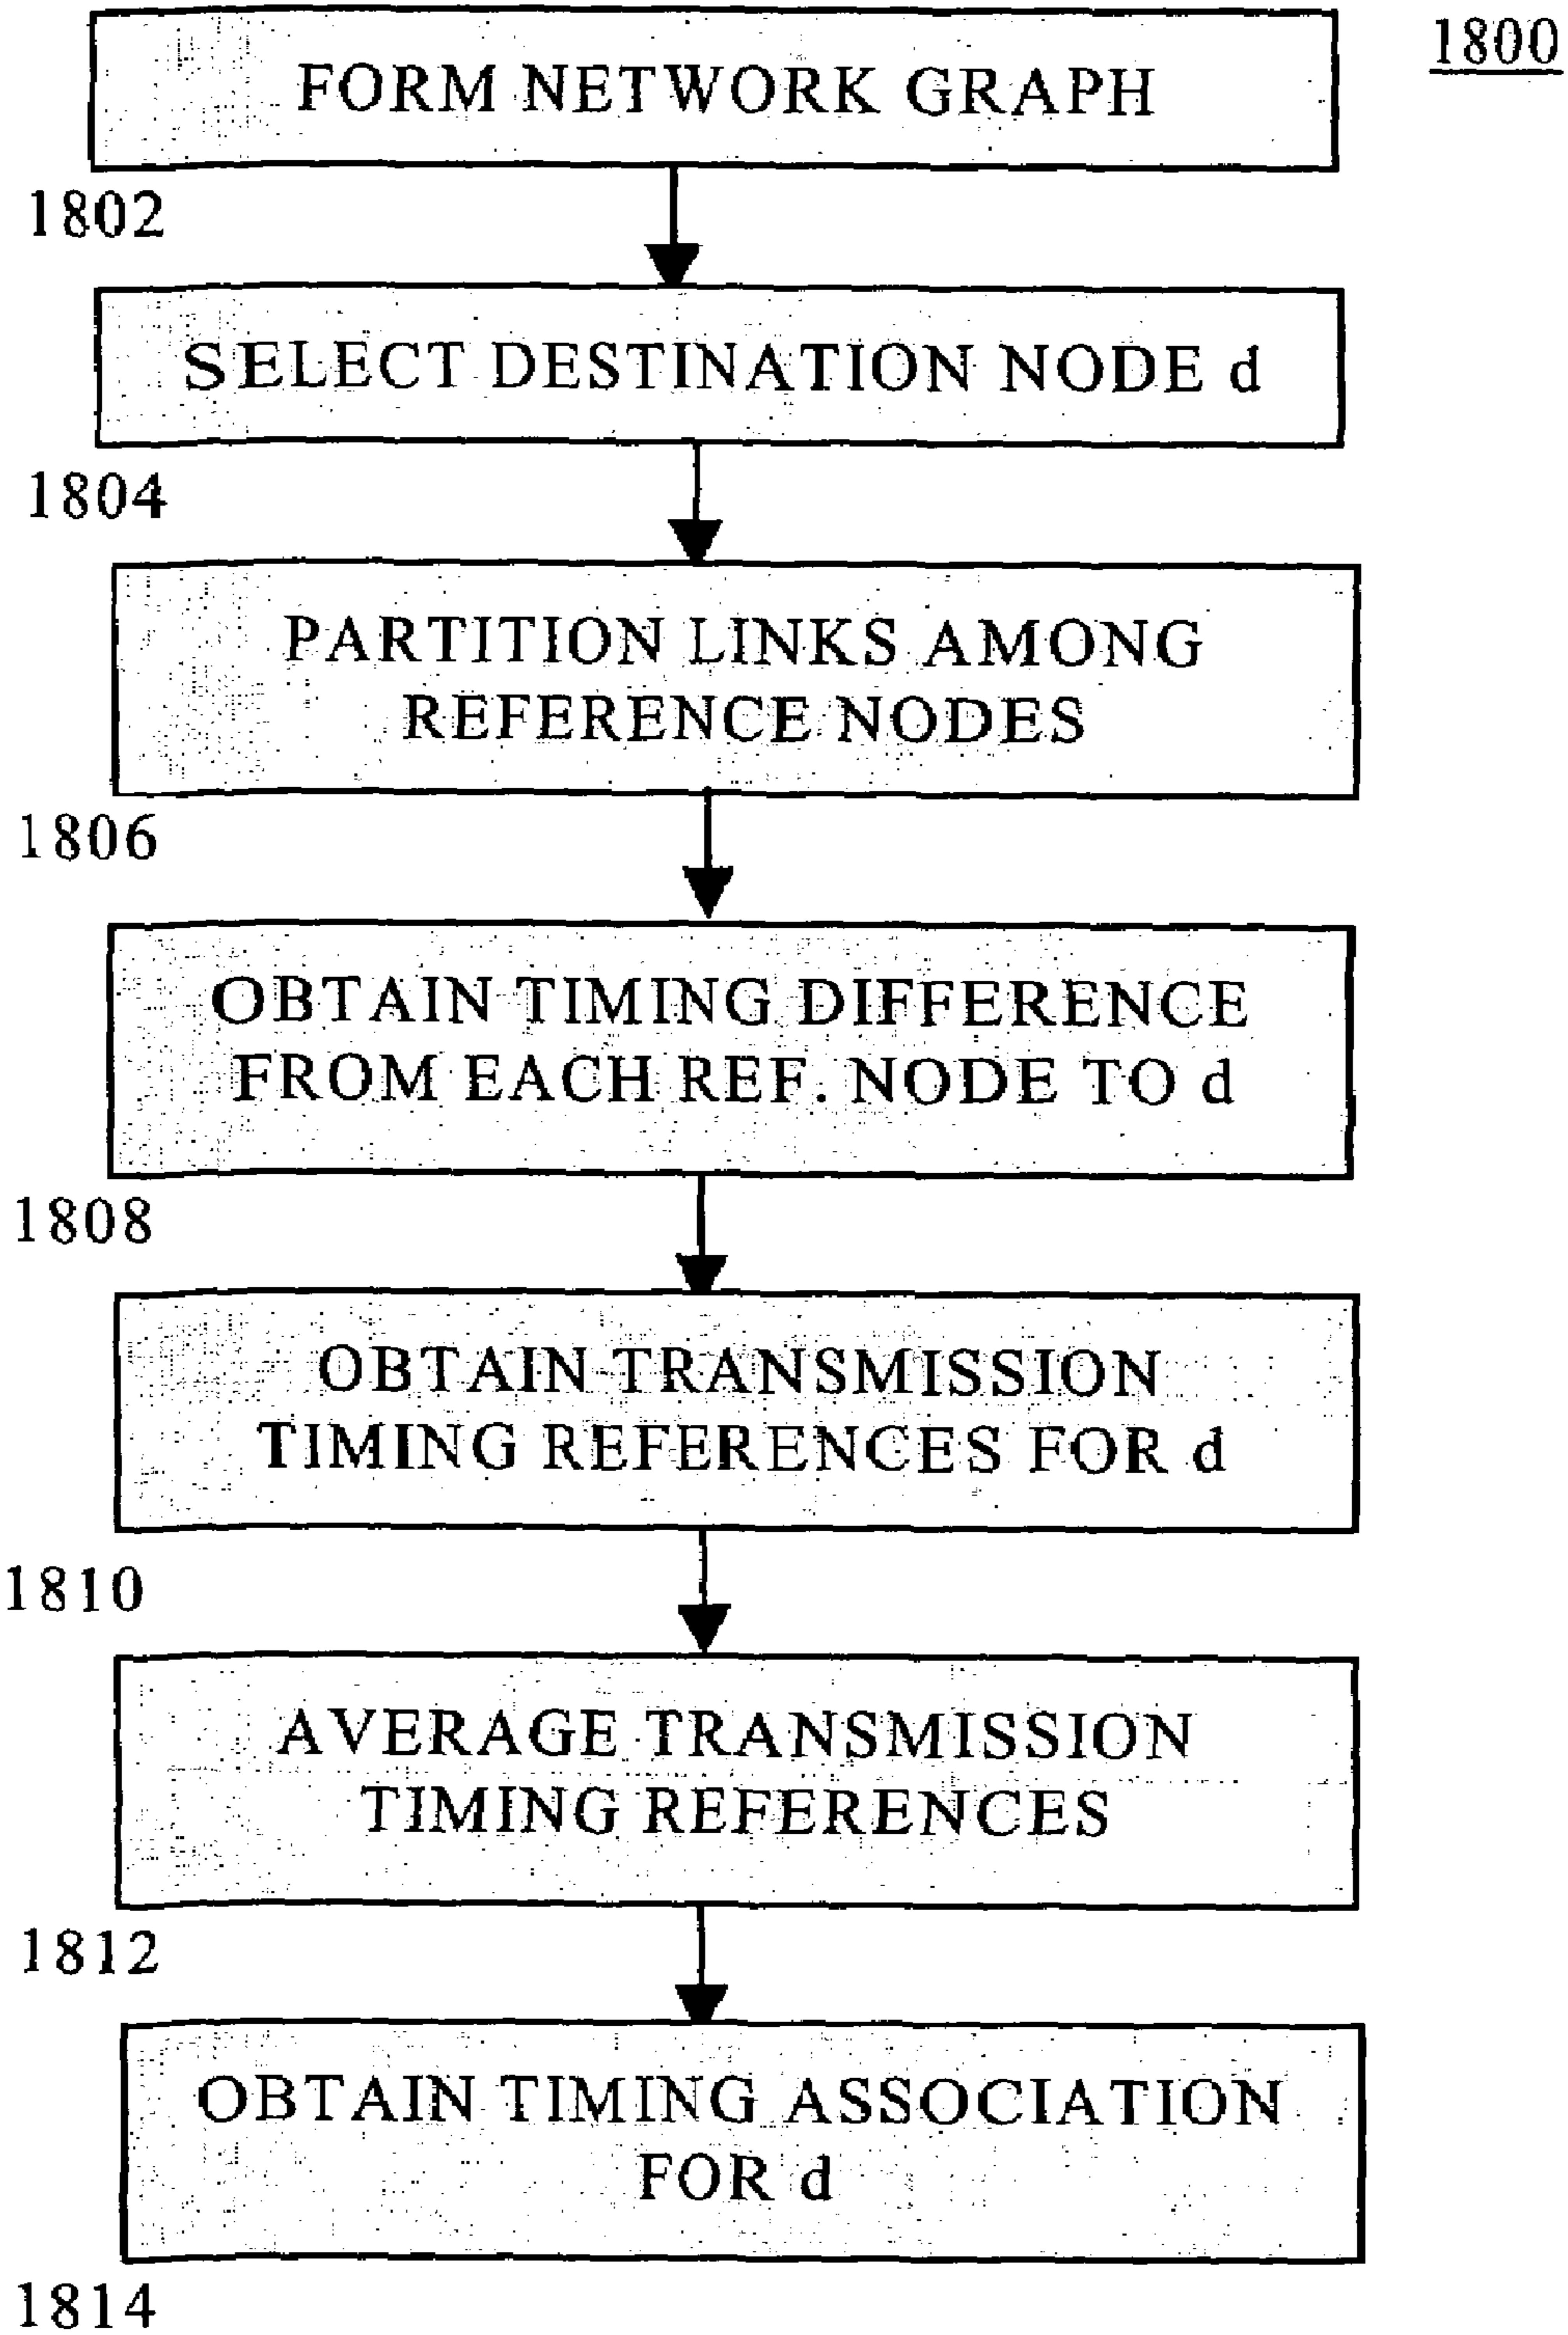 1800
FORM NETWORK GRAPH
1802
SELECT DESTINATION NODE d
1804
PARTITION LINKS AMONG
REFERENCE NODES
1806
OBTAIN TIMING DIFFERENCE
FROM EACH REF. NODE TO d
1808
OBTAIN TRANSMISSION
TIMING REFERENCES FOR d
1810
AVERAGE TRANSMISSION
TIMING REFERENCES
1812
OBTAIN TIMING ASSOCIATION
FOR d
1814